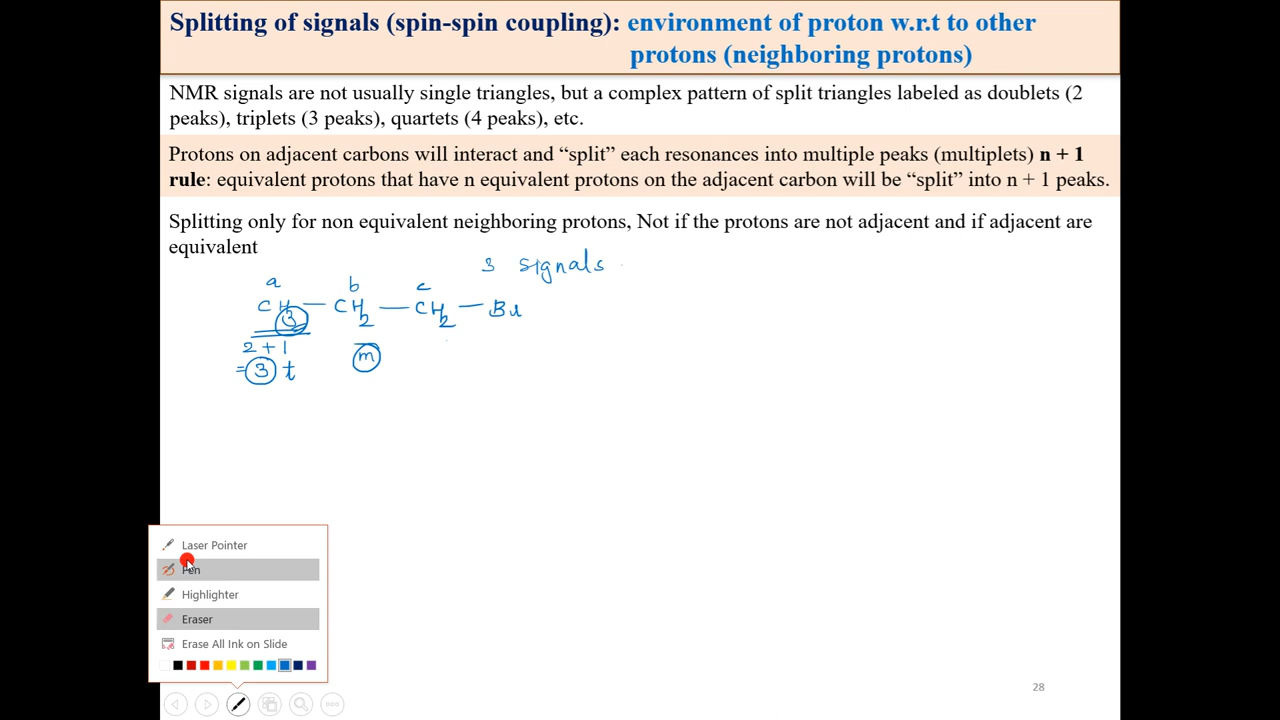 Splitting of signals (spin-spin coupling): environment of proton w.r.t to other
protons (neighboring protons)
NMR signals are not usually single triangles, but a complex pattern of split triangles labeled as doublets (2
peaks), triplets (3 peaks), quartets (4 peaks), etc.
Protons on adjacent carbons will interact and “split” each resonances into multiple peaks (multiplets) n + 1
rule: equivalent protons that have n equivalent protons on the adjacent carbon will be “split” into n + 1 peaks.
Splitting only for non equivalent neighboring protons, Not if the protons are not adjacent and if adjacent are
equivalent
3 signals
a b c
CH3 — CH2 — CH2 — Br
2 + 1
= 3 t m
Laser Pointer
Pen
Highlighter
Eraser
Erase All Ink on Slide
28